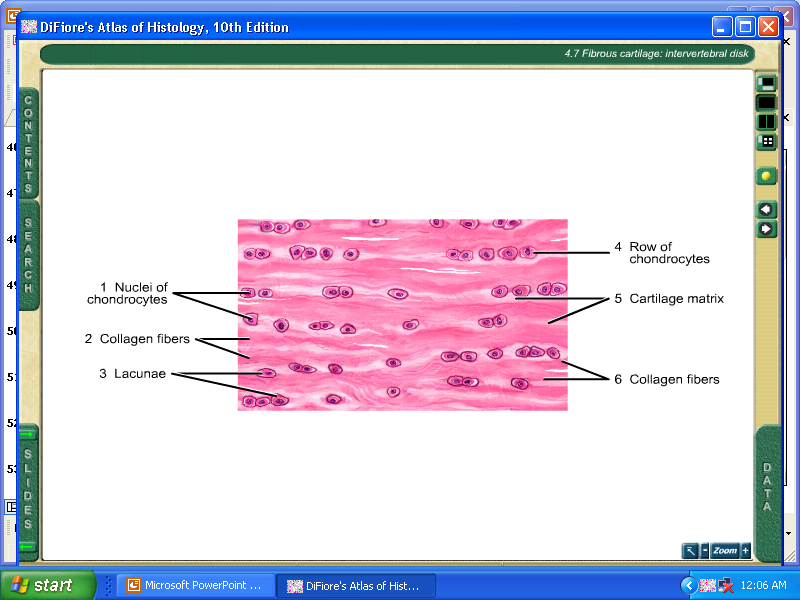 DiFiore's Atlas of Histology, 10th Edition
4.7 Fibrous cartilage: intervertebral disk
CONTENTS
SEARCH
SLIDES
DATA
1 Nuclei of
chondrocytes
2 Collagen fibers
3 Lacunae
4 Row of
chondrocytes
5 Cartilage matrix
6 Collagen fibers
- Zoom +
start
Microsoft PowerPoint ...
DiFiore's Atlas of Hist...
12:06 AM